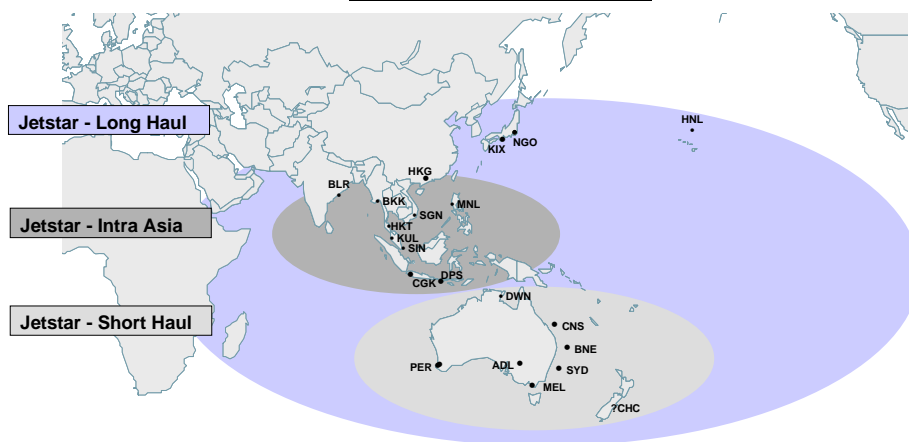 HNL
Jetstar - Long Haul
NGO
KIX
HKG
BLR
BKK
MNL
SGN
Jetstar - Intra Asia
HKT
KUL
SIN
DPS
CGK
DWN
Jetstar - Short Haul
CNS
BNE
PER
ADL
SYD
MEL
?CHC